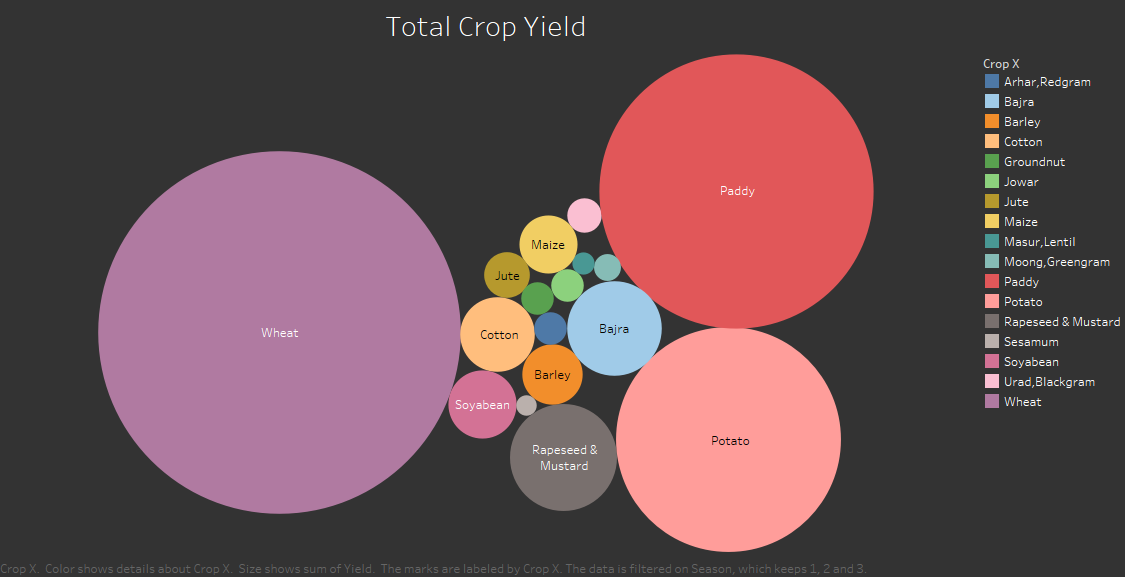 Total Crop Yield
Crop X
Arhar,Redgram
Bajra
Barley
Cotton
Groundnut
Jowar
Jute
Maize
Masur,Lentil
Moong,Greengram
Paddy
Potato
Rapeseed & Mustard
Sesamum
Soyabean
Urad,Blackgram
Wheat
Paddy
Maize
Jute
Wheat
Cotton
Bajra
Barley
Soyabean
Potato
Rapeseed &
Mustard
Crop X. Color shows details about Crop X. Size shows sum of Yield. The marks are labeled by Crop X. The data is filtered on Season, which keeps 1, 2 and 3.